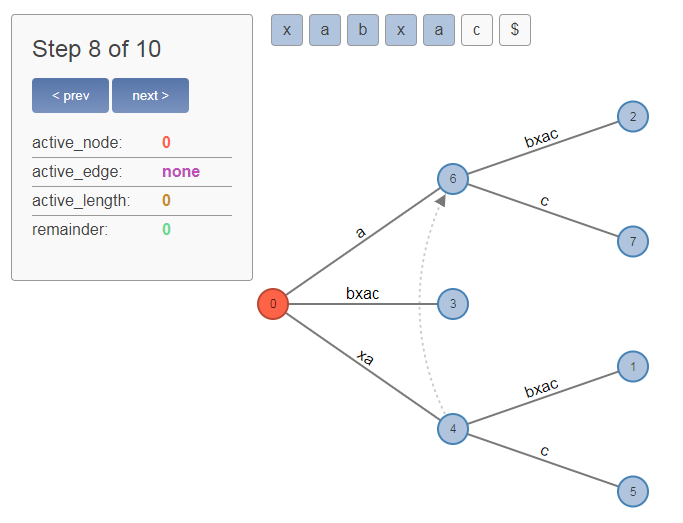 Step 8 of 10
< prev next >
active_node: 0
active_edge: none
active_length: 0
remainder: 0
x a b x a c $
2
bxac
6
c
7
a
0
bxac
3
xa
1
bxac
4
c
5